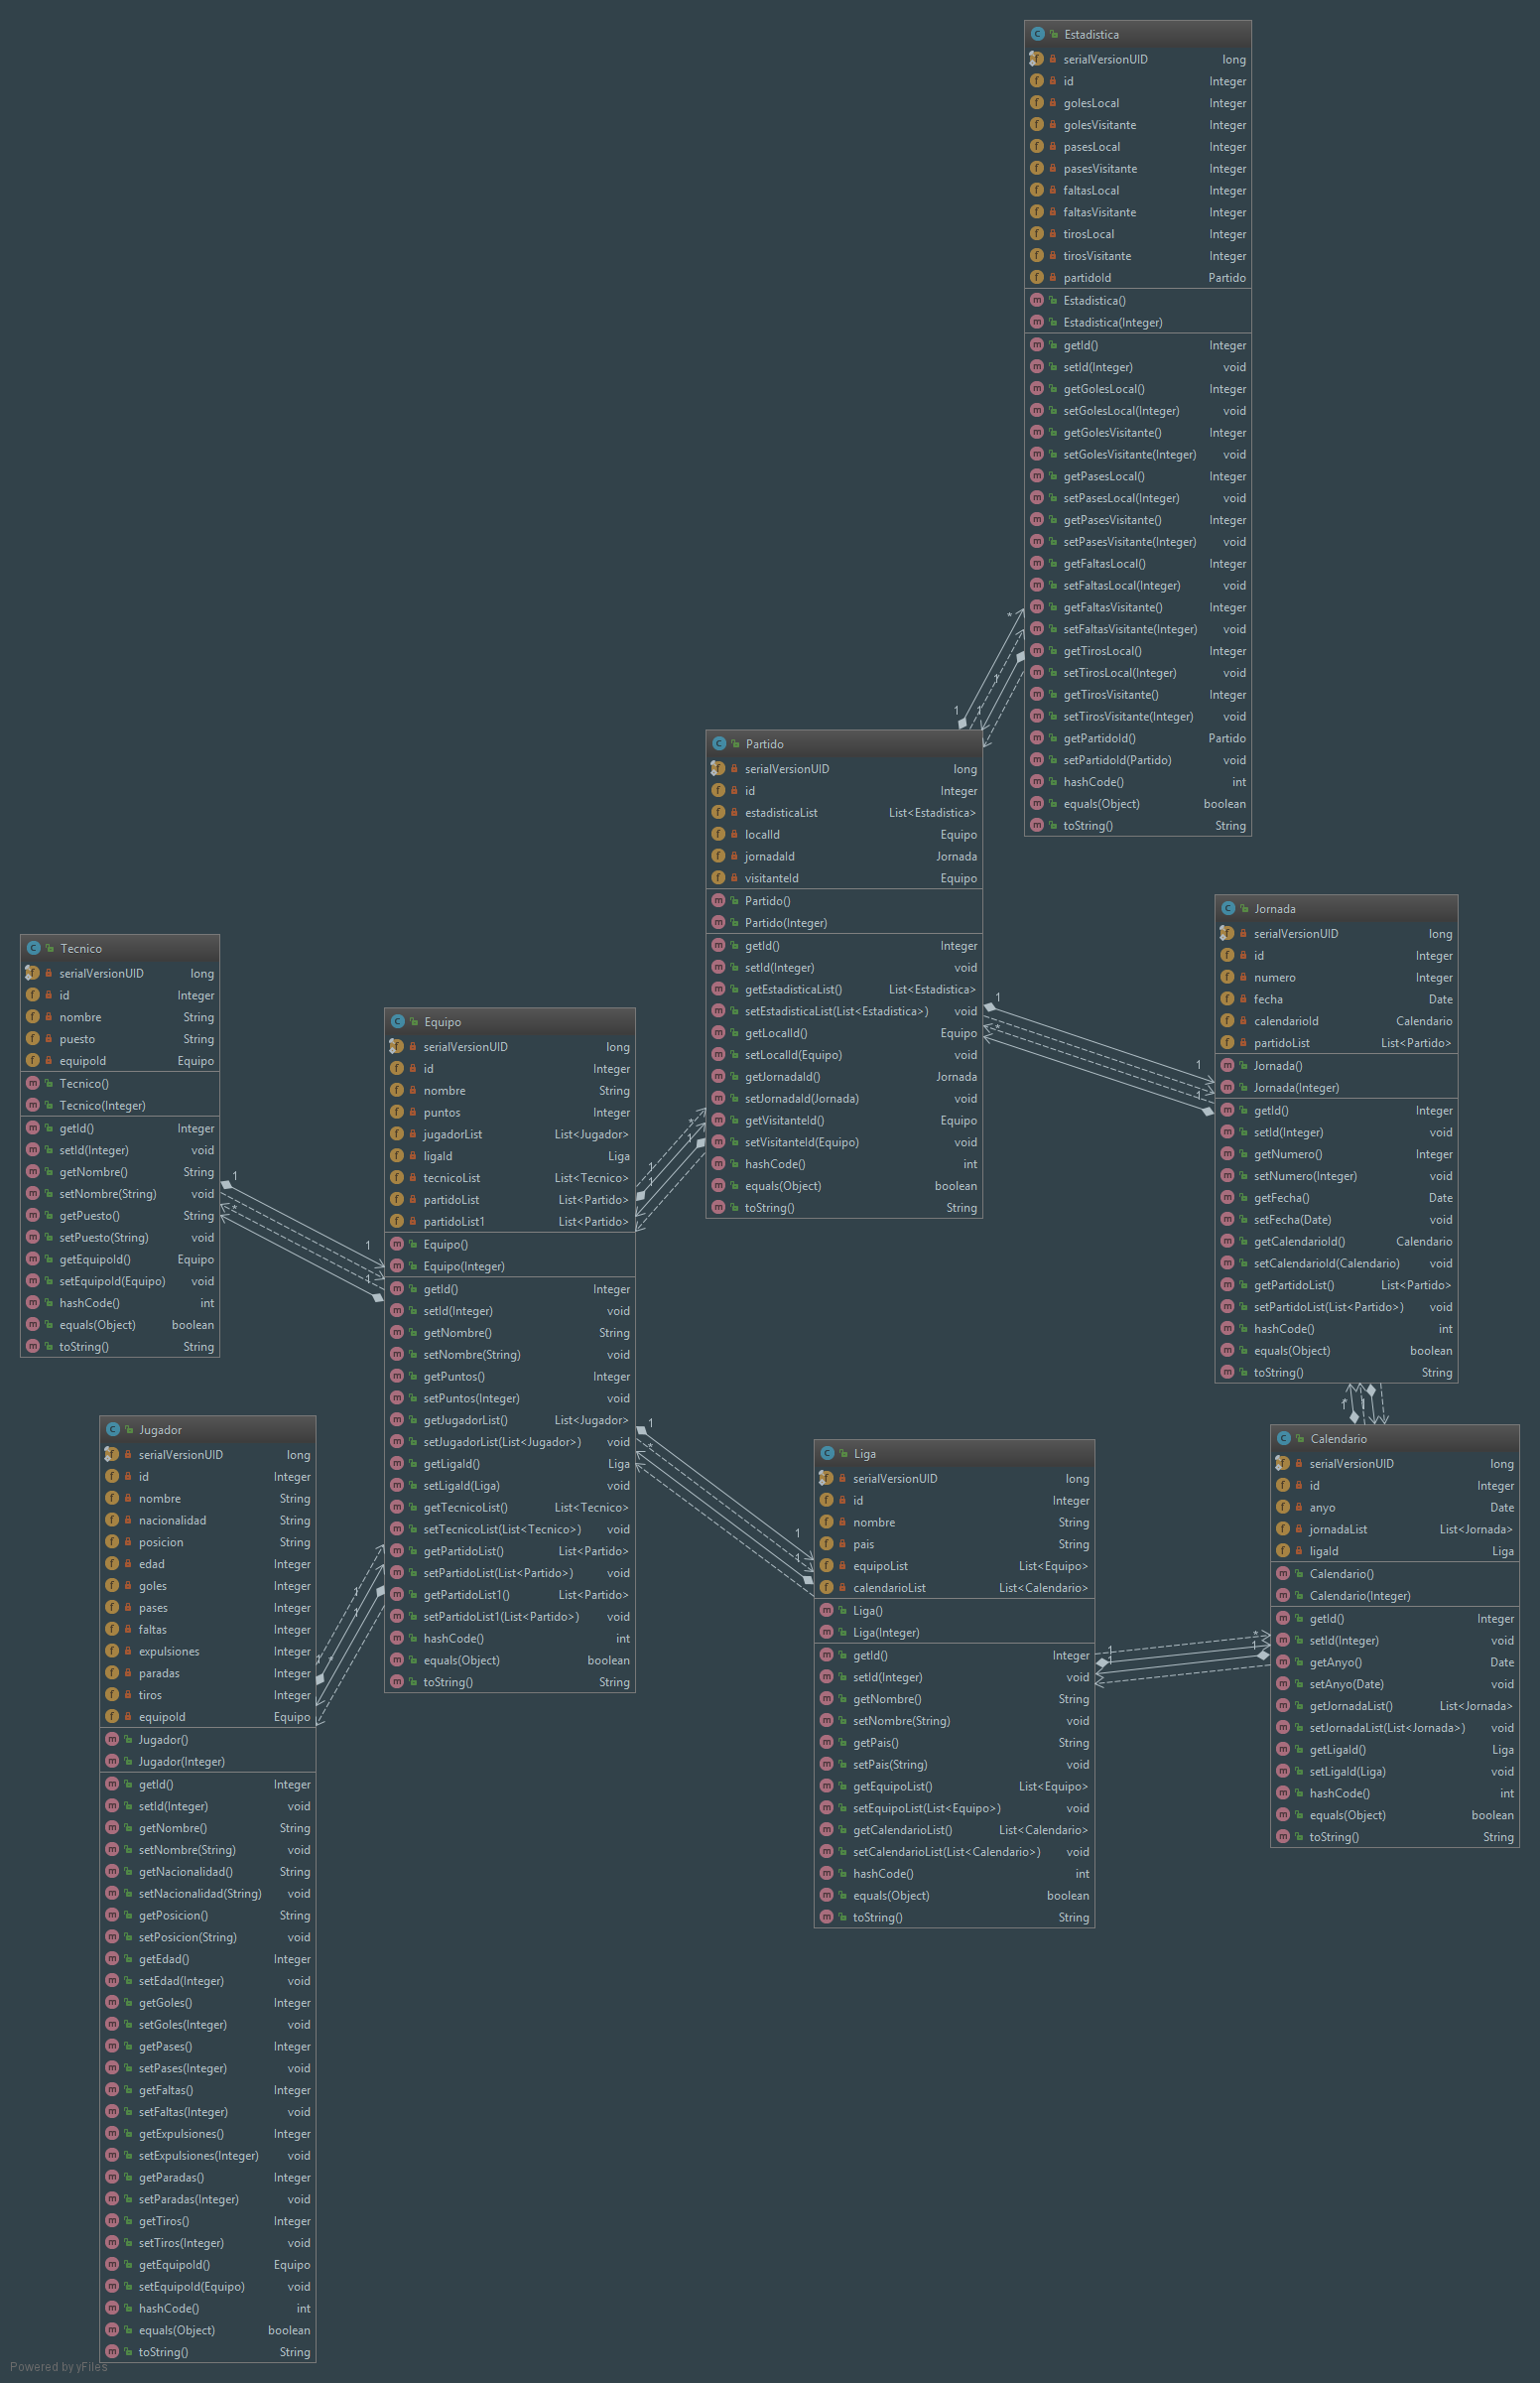 Estadistica
serialVersionUID long
id Integer
golesLocal Integer
golesVisitante Integer
pasesLocal Integer
pasesVisitante Integer
faltasLocal Integer
faltasVisitante Integer
tirosLocal Integer
tirosVisitante Integer
partidoId Partido
Estadistica()
Estadistica(Integer)
getId() Integer
setId(Integer) void
getGolesLocal() Integer
setGolesLocal(Integer) void
getGolesVisitante() Integer
setGolesVisitante(Integer) void
getPasesLocal() Integer
setPasesLocal(Integer) void
getPasesVisitante() Integer
setPasesVisitante(Integer) void
getFaltasLocal() Integer
setFaltasLocal(Integer) void
getFaltasVisitante() Integer
setFaltasVisitante(Integer) void
getTirosLocal() Integer
setTirosLocal(Integer) void
getTirosVisitante() Integer
setTirosVisitante(Integer) void
getPartidoId() Partido
setPartidoId(Partido) void
hashCode() int
equals(Object) boolean
toString() String
Partido
serialVersionUID long
id Integer
estadisticaList List<Estadistica>
localId Equipo
jornadaId Jornada
visitanteId Equipo
Partido()
Partido(Integer)
getId() Integer
setId(Integer) void
getEstadisticaList() List<Estadistica>
setEstadisticaList(List<Estadistica>) void
getLocalId() Equipo
setLocalId(Equipo) void
getJornadaId() Jornada
setJornadaId(Jornada) void
getVisitanteId() Equipo
setVisitanteId(Equipo) void
hashCode() int
equals(Object) boolean
toString() String
Jornada
serialVersionUID long
id Integer
numero Integer
fecha Date
calendarioId Calendario
partidoList List<Partido>
Jornada()
Jornada(Integer)
getId() Integer
setId(Integer) void
getNumero() Integer
setNumero(Integer) void
getFecha() Date
setFecha(Date) void
getCalendarioId() Calendario
setCalendarioId(Calendario) void
getPartidoList() List<Partido>
setPartidoList(List<Partido>) void
hashCode() int
equals(Object) boolean
toString() String
Tecnico
serialVersionUID long
id Integer
nombre String
puesto String
equipoId Equipo
Tecnico()
Tecnico(Integer)
getId() Integer
setId(Integer) void
getNombre() String
setNombre(String) void
getPuesto() String
setPuesto(String) void
getEquipoId() Equipo
setEquipoId(Equipo) void
hashCode() int
equals(Object) boolean
toString() String
Equipo
serialVersionUID long
id Integer
nombre String
puntos Integer
jugadorList List<Jugador>
ligaId Liga
tecnicoList List<Tecnico>
partidoList List<Partido>
partidoList1 List<Partido>
Equipo()
Equipo(Integer)
getId() Integer
setId(Integer) void
getNombre() String
setNombre(String) void
getPuntos() Integer
setPuntos(Integer) void
getJugadorList() List<Jugador>
setJugadorList(List<Jugador>) void
getLigaId() Liga
setLigaId(Liga) void
getTecnicoList() List<Tecnico>
setTecnicoList(List<Tecnico>) void
getPartidoList() List<Partido>
setPartidoList(List<Partido>) void
getPartidoList1() List<Partido>
setPartidoList1(List<Partido>) void
hashCode() int
equals(Object) boolean
toString() String
Jugador
serialVersionUID long
id Integer
nombre String
nacionalidad String
posicion String
edad Integer
goles Integer
pases Integer
faltas Integer
expulsiones Integer
paradas Integer
tiros Integer
equipoId Equipo
Jugador()
Jugador(Integer)
getId() Integer
setId(Integer) void
getNombre() String
setNombre(String) void
getNacionalidad() String
setNacionalidad(String) void
getPosicion() String
setPosicion(String) void
getEdad() Integer
setEdad(Integer) void
getGoles() Integer
setGoles(Integer) void
getPases() Integer
setPases(Integer) void
getFaltas() Integer
setFaltas(Integer) void
getExpulsiones() Integer
setExpulsiones(Integer) void
getParadas() Integer
setParadas(Integer) void
getTiros() Integer
setTiros(Integer) void
getEquipoId() Equipo
setEquipoId(Equipo) void
hashCode() int
equals(Object) boolean
toString() String
Liga
serialVersionUID long
id Integer
nombre String
pais String
equipoList List<Equipo>
calendarioList List<Calendario>
Liga()
Liga(Integer)
getId() Integer
setId(Integer) void
getNombre() String
setNombre(String) void
getPais() String
setPais(String) void
getEquipoList() List<Equipo>
setEquipoList(List<Equipo>) void
getCalendarioList() List<Calendario>
setCalendarioList(List<Calendario>) void
hashCode() int
equals(Object) boolean
toString() String
Calendario
serialVersionUID long
id Integer
anyo Date
jornadaList List<Jornada>
ligaId Liga
Calendario()
Calendario(Integer)
getId() Integer
setId(Integer) void
getAnyo() Date
setAnyo(Date) void
getJornadaList() List<Jornada>
setJornadaList(List<Jornada>) void
getLigaId() Liga
setLigaId(Liga) void
hashCode() int
equals(Object) boolean
toString() String
Powered by yFiles